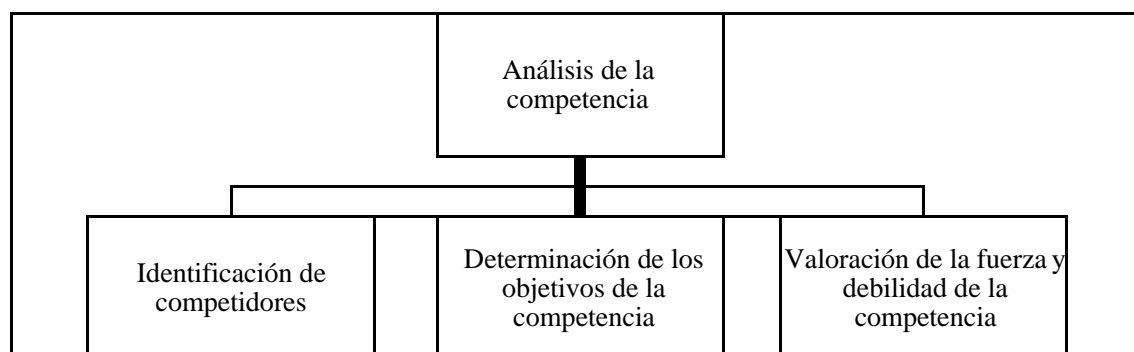 Análisis de la
competencia
Identificación de
competidores
Determinación de los
objetivos de la
competencia
Valoración de la fuerza y
debilidad de la
competencia